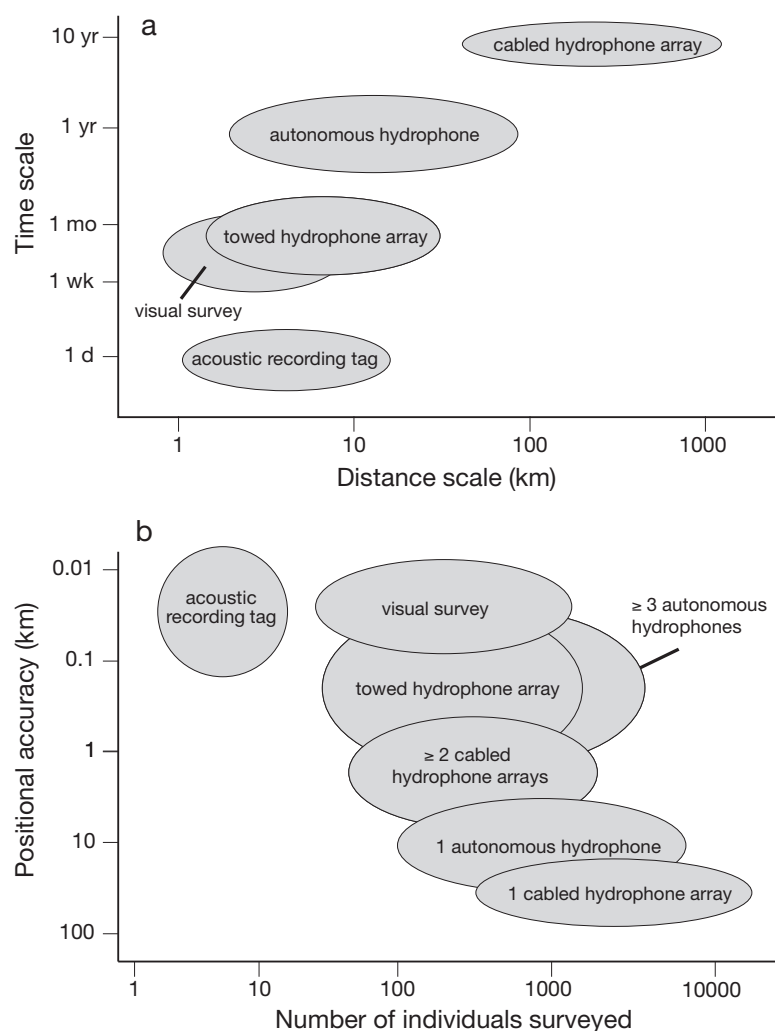 a
10 yr
cabled hydrophone array
1 yr
autonomous hydrophone
Time scale
1 mo
towed hydrophone array
1 wk
visual survey
1 d
acoustic recording tag
1
10
100
1000
Distance scale (km)
b
0.01
acoustic
recording tag
visual survey
≥ 3 autonomous
hydrophones
0.1
towed hydrophone array
Positional accuracy (km)
1
≥ 2 cabled
hydrophone arrays
10
1 autonomous hydrophone
1 cabled hydrophone array
100
1
10
100
1000
10000
Number of individuals surveyed